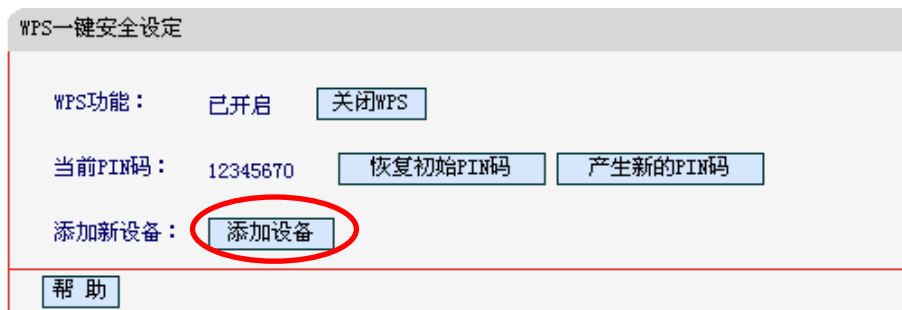 WPS一键安全设定
WPS功能： 已开启 关闭WPS
当前PIN码： 12345670 恢复初始PIN码 产生新的PIN码
添加新设备： 添加设备
帮 助